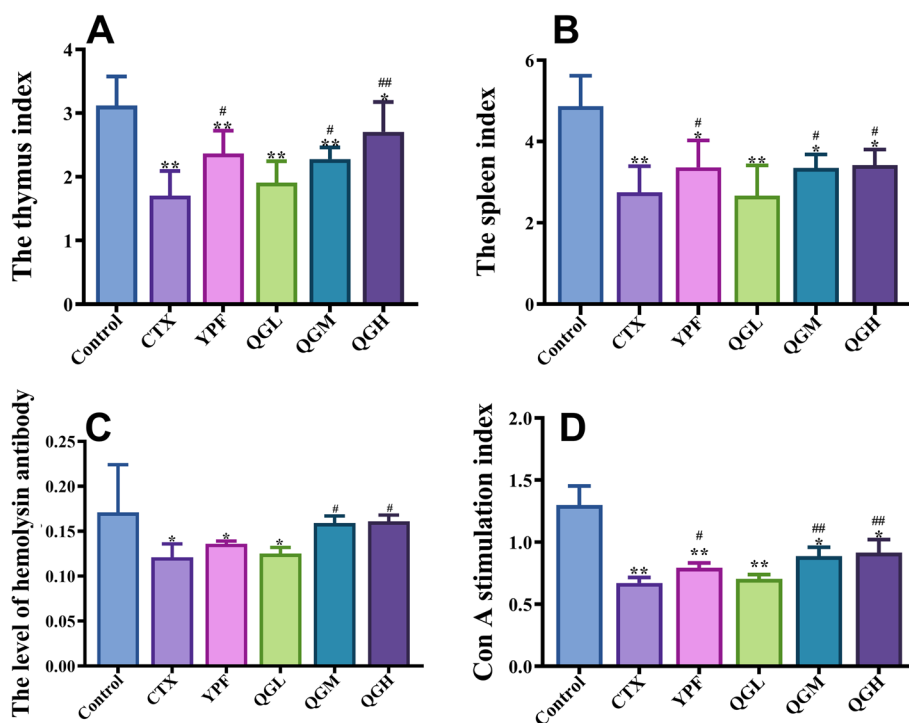 A
The thymus index
4
3
2
1
0
**
#
**
**
#
**
##
*
Control
CTX
YPF
QGL
QGM
QGH
B
The spleen index
6
4
2
0
**
#
*
**
#
*
#
*
Control
CTX
YPF
QGL
QGM
QGH
C
The level of hemolysin antibody
0.25
0.20
0.15
0.10
0.05
0.00
*
*
*
#
#
Control
CTX
YPF
QGL
QGM
QGH
D
Con A stimulation index
2.0
1.5
1.0
0.5
0.0
**
#
**
**
##
*
##
*
Control
CTX
YPF
QGL
QGM
QGH